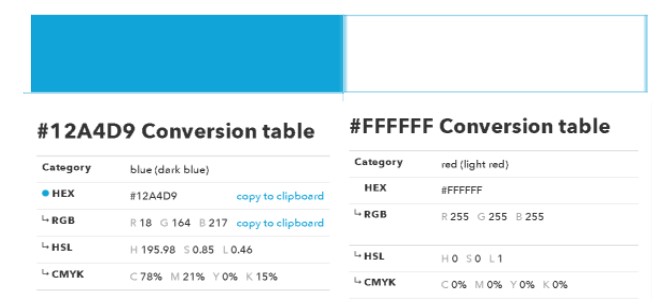 #12A4D9 Conversion table
Category blue (dark blue)
HEX #12A4D9 copy to clipboard
RGB R 18 G 164 B 217 copy to clipboard
HSL H 195.98 S 0.85 L 0.46
CMYK C 78% M 21% Y 0% K 15%
#FFFFFF Conversion table
Category red (light red)
HEX #FFFFFF
RGB R 255 G 255 B 255
HSL H 0 S 0 L 1
CMYK C 0% M 0% Y 0% K 0%